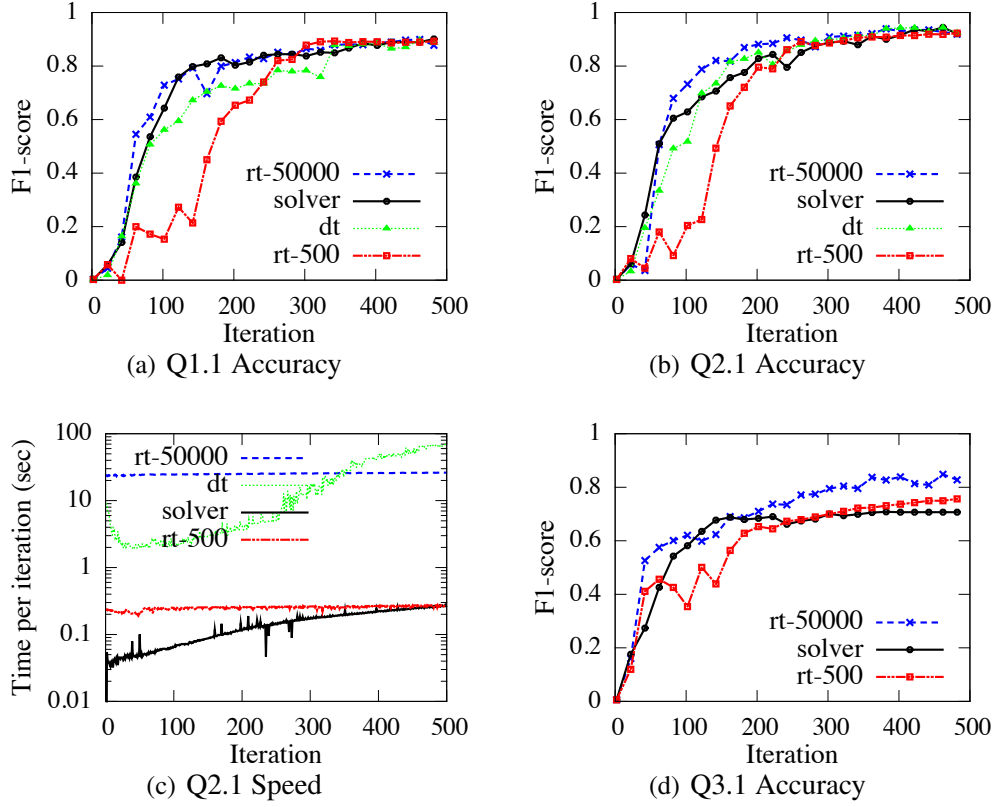 1
0.8
0.6
0.4
0.2
0
F1-score
rt-50000
solver
dt
rt-500
0 100 200 300 400 500
Iteration
(a) Q1.1 Accuracy
1
0.8
0.6
0.4
0.2
0
F1-score
rt-50000
solver
dt
rt-500
0 100 200 300 400 500
Iteration
(b) Q2.1 Accuracy
100
10
1
0.1
0.01
Time per iteration (sec)
rt-50000
dt
solver
rt-500
0 100 200 300 400 500
Iteration
(c) Q2.1 Speed
1
0.8
0.6
0.4
0.2
0
F1-score
rt-50000
solver
rt-500
0 100 200 300 400 500
Iteration
(d) Q3.1 Accuracy